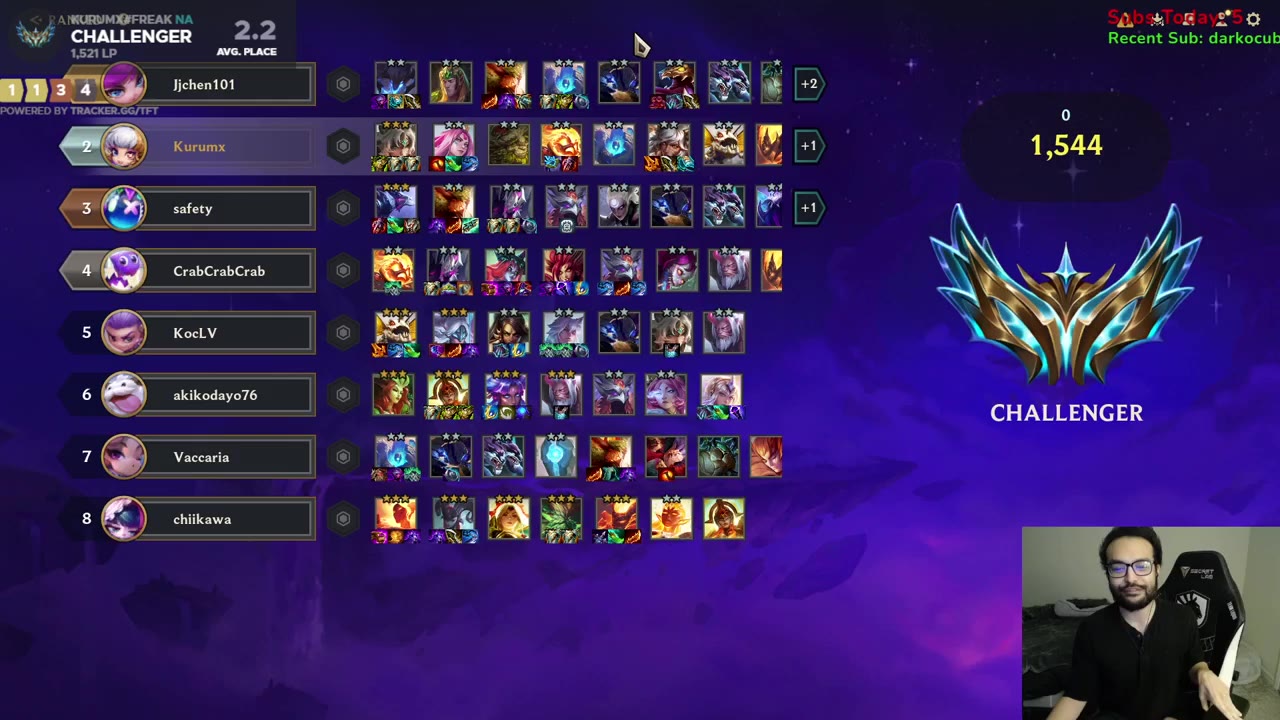 KURUMX#FREAK NA
CHALLENGER
1,521 LP
2.2
AVG. PLACE
1 1 3 4
POWERED BY TRACKER.GG/TFT
Subs Today: 5
Recent Sub: darkocub
Jjchen101
+2
2
Kurumx
+1
3
safety
+1
4
CrabCrabCrab
5
KocLV
6
akikodayo76
7
Vaccaria
8
chiikawa
0
1,544
CHALLENGER
SECRET
LAB